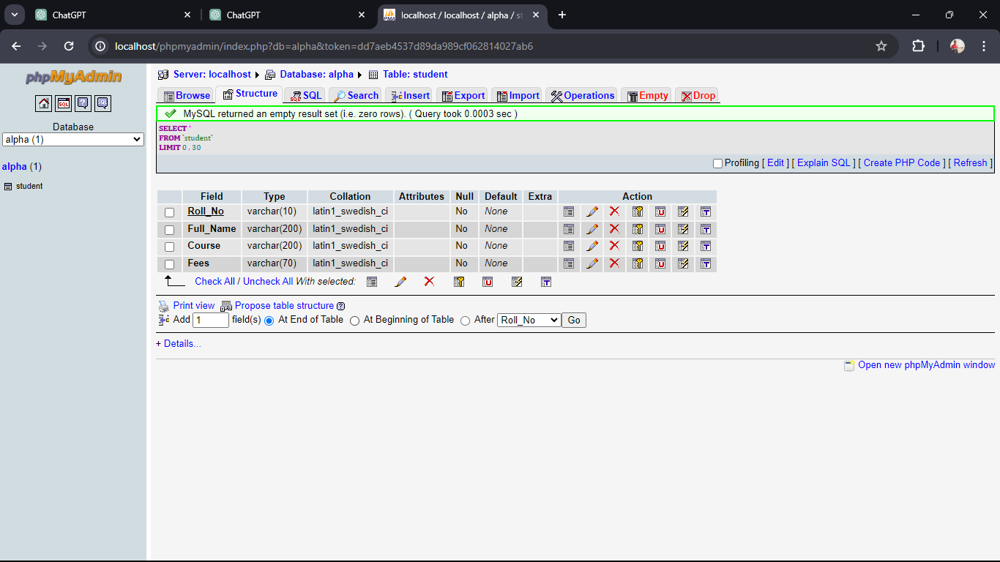 ChatGPT
ChatGPT
localhost / localhost / alpha / st
localhost/phpmyadmin/index.php?db=alpha&token=dd7aeb4537d89da989cf062814027ab6
phpMyAdmin
SQL
SQL
Database
alpha (1)
alpha (1)
student
Server: localhost Database: alpha Table: student
Browse Structure SQL Search Insert Export Import Operations Empty Drop
MySQL returned an empty result set (i.e. zero rows). ( Query took 0.0003 sec )
SELECT *
FROM `student`
LIMIT 0 , 30
Profiling [ Edit ] [ Explain SQL ] [ Create PHP Code ] [ Refresh ]
Field Type Collation Attributes Null Default Extra Action
Roll_No varchar(10) latin1_swedish_ci No None
Full_Name varchar(200) latin1_swedish_ci No None
Course varchar(200) latin1_swedish_ci No None
Fees varchar(70) latin1_swedish_ci No None
Check All / Uncheck All With selected:
Print view Propose table structure
Add 1 field(s) At End of Table At Beginning of Table After Roll_No Go
+ Details...
Open new phpMyAdmin window